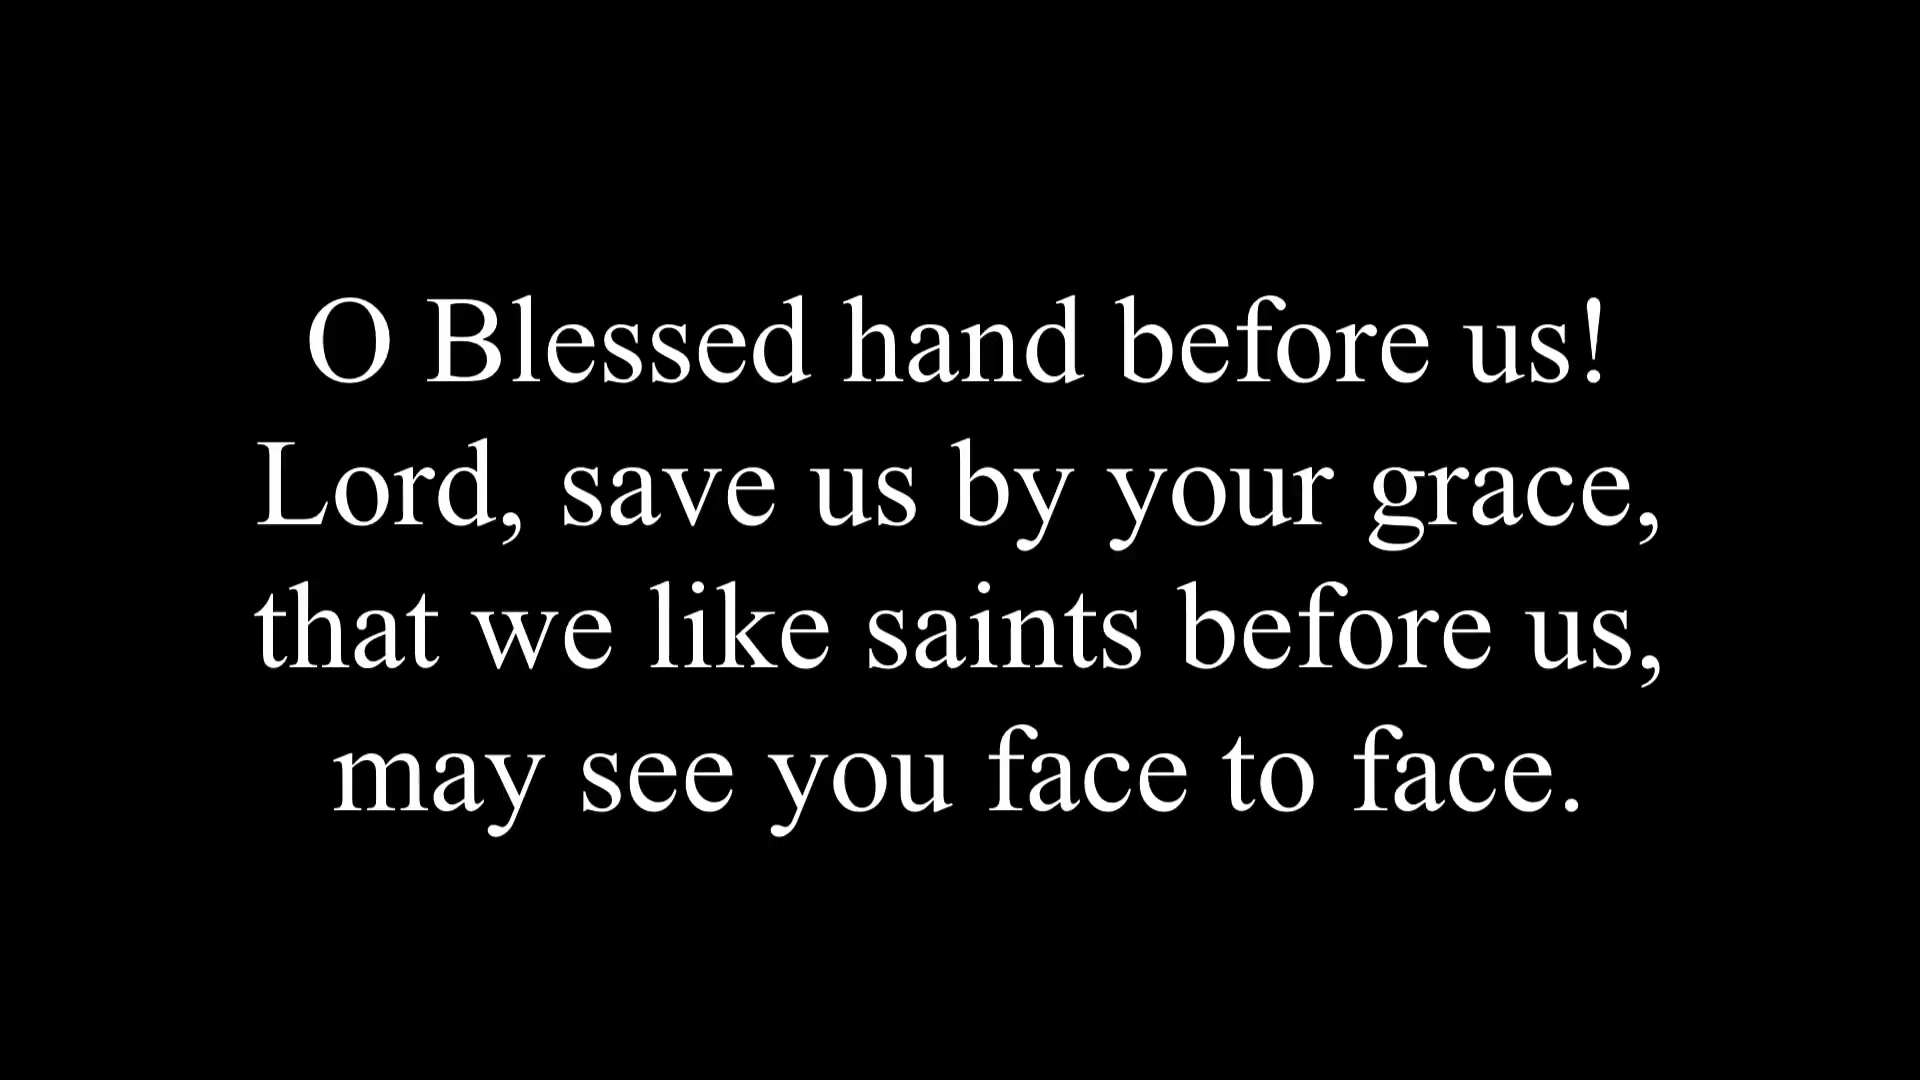 O Blessed hand before us!
Lord, save us by your grace,
that we like saints before us,
may see you face to face.